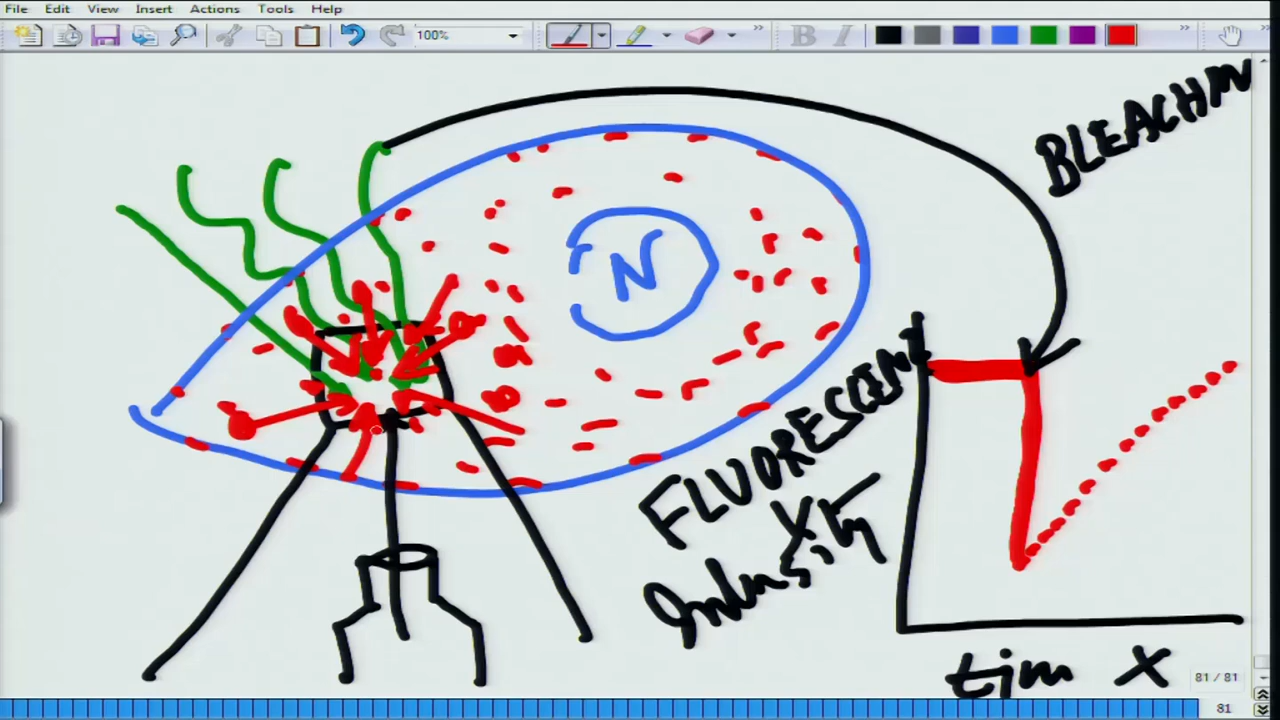 File Edit View Insert Actions Tools Help
100%
B I
BLEACHIN
N
FLUORESCENT
Intensity
time X
81 / 81
81